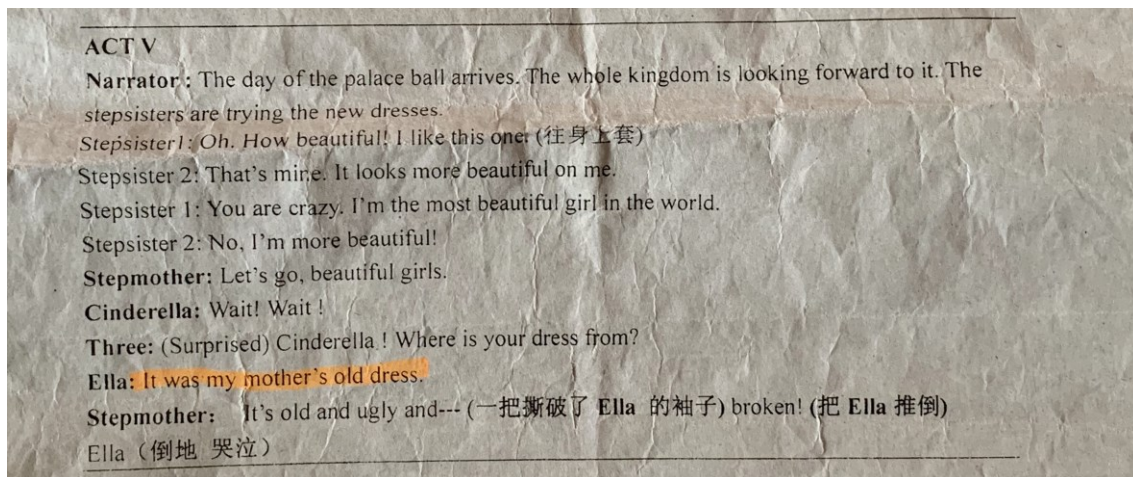 ACT V
Narrator : The day of the palace ball arrives. The whole kingdom is looking forward to it. The
stepsisters are trying the new dresses.
Stepsister1: Oh. How beautiful! I like this one. (往身上套)
Stepsister 2: That's mine. It looks more beautiful on me.
Stepsister 1: You are crazy. I'm the most beautiful girl in the world.
Stepsister 2: No, I'm more beautiful!
Stepmother: Let's go, beautiful girls.
Cinderella: Wait! Wait !
Three: (Surprised) Cinderella ! Where is your dress from?
Ella: It was my mother's old dress.
Stepmother: It's old and ugly and--- (一把撕破了 Ella 的袖子) broken! (把 Ella 推倒)
Ella（倒地 哭泣）